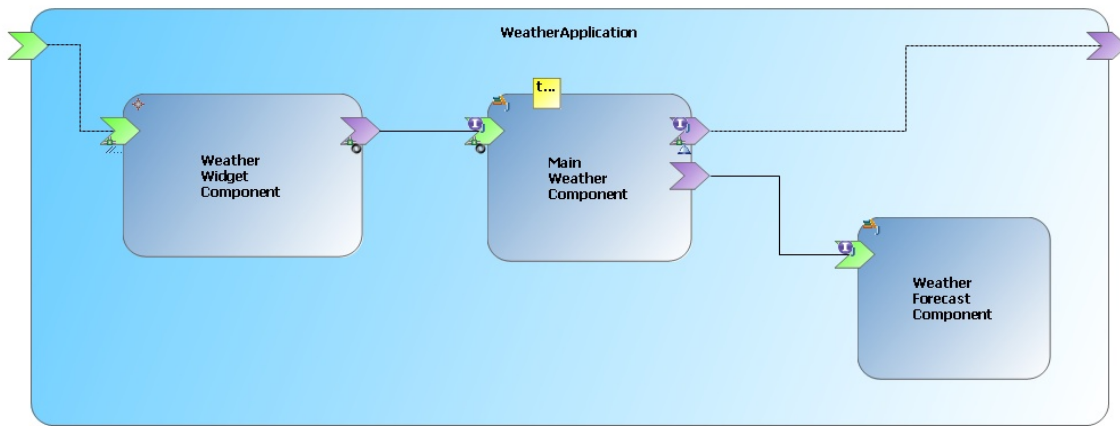 WeatherApplication
t...
Weather
Widget
Component
Main
Weather
Component
Weather
Forecast
Component